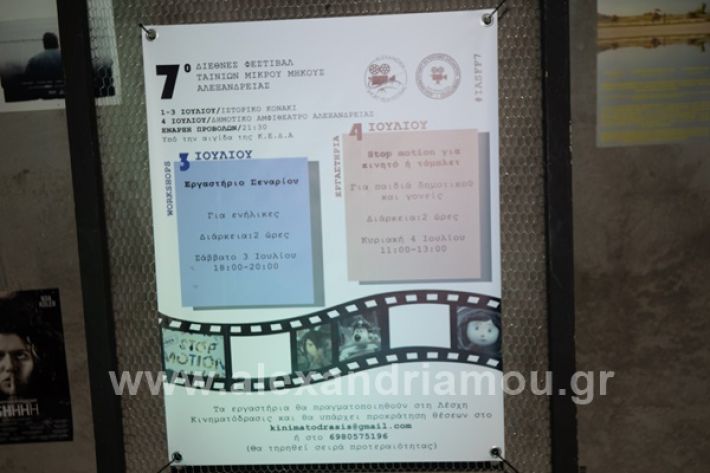 7ο ΔΙΕΘΝΕΣ ΦΕΣΤΙΒΑΛ
ΤΑΙΝΙΩΝ ΜΙΚΡΟΥ ΜΗΚΟΥΣ
ΑΛΕΞΑΝΔΡΕΙΑΣ
#IASFF7
1-3 ΙΟΥΛΙΟΥ/ΙΣΤΟΡΙΚΟ ΚΟΝΑΚΙ
4 ΙΟΥΛΙΟΥ/ΔΗΜΟΤΙΚΟ ΑΜΦΙΘΕΑΤΡΟ ΑΛΕΞΑΝΔΡΕΙΑΣ
ΕΝΑΡΞΗ ΠΡΟΒΟΛΩΝ/21:30
Υπό την αιγίδα της Κ.Ε.Δ.Α
WORKSHOPS
3 ΙΟΥΛΙΟΥ
Εργαστήριο Σεναρίου
Για ενήλικες
Διάρκεια:2 ώρες
Σάββατο 3 Ιουλίου
18:00-20:00
ΕΡΓΑΣΤΗΡΙΑ
4 ΙΟΥΛΙΟΥ
Stop motion για
κινητό ή τάμπλετ
Για παιδιά δημοτικού
και γονείς
Διάρκεια:2 ώρες
Κυριακή 4 Ιουλίου
11:00-13:00
STOP
MOTION
www.alexandriamou.gr
Τα εργαστήρια θα πραγματοποιηθούν στη Λέσχη
Κινηματόδρασις και θα υπάρχει προκράτηση θέσεων στο
kinimatodrasis@gmail.com
ή στο 6980575196
(Θα τηρηθεί σειρά προτεραιότητας)